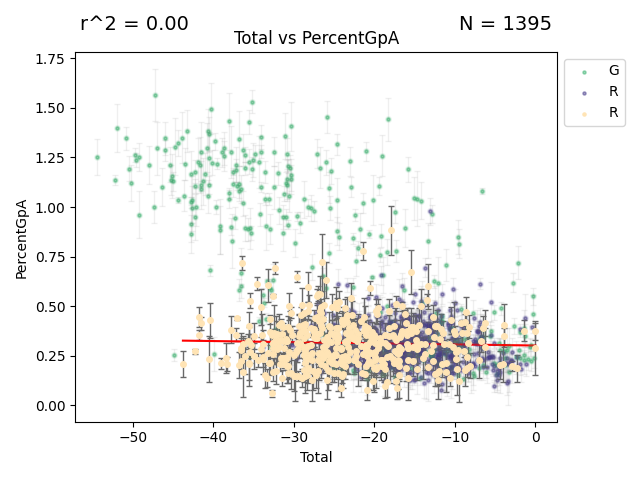 r^2 = 0.00
N = 1395
Total vs PercentGpA
G
R
R
PercentGpA
1.75
1.50
1.25
1.00
0.75
0.50
0.25
0.00
−50
−40
−30
−20
−10
0
Total